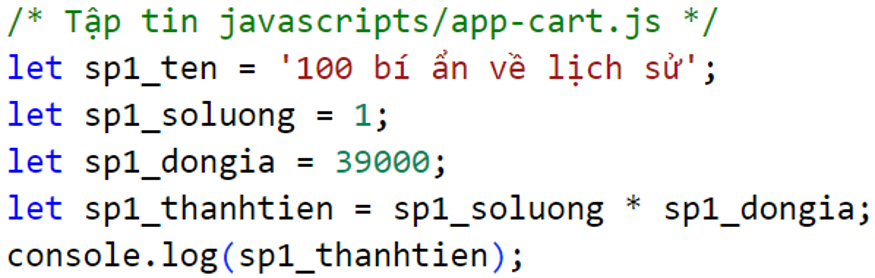 /* Tập tin javascripts/app-cart.js */
let sp1_ten = '100 bí ẩn về lịch sử';
let sp1_soluong = 1;
let sp1_dongia = 39000;
let sp1_thanhtien = sp1_soluong * sp1_dongia;
console.log(sp1_thanhtien);